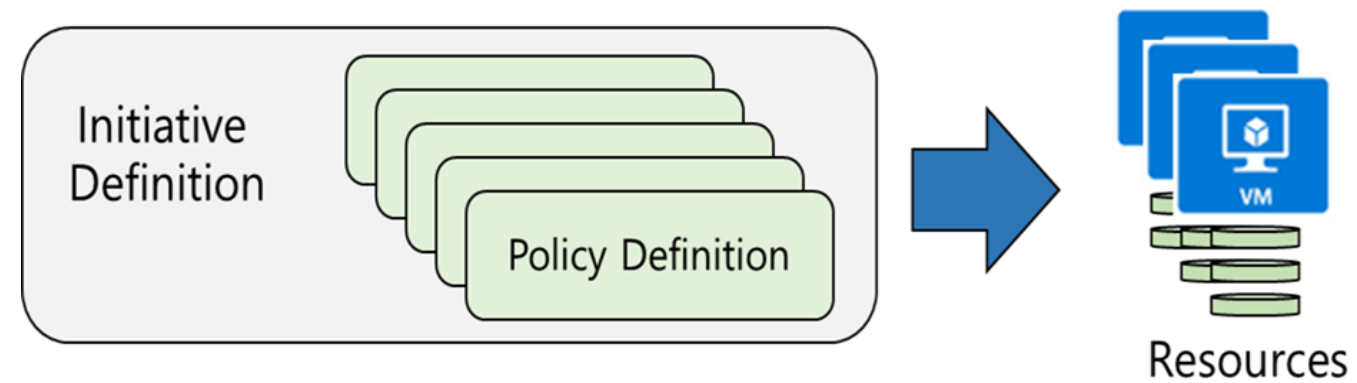 Initiative
Definition
Policy Definition
VM
Resources